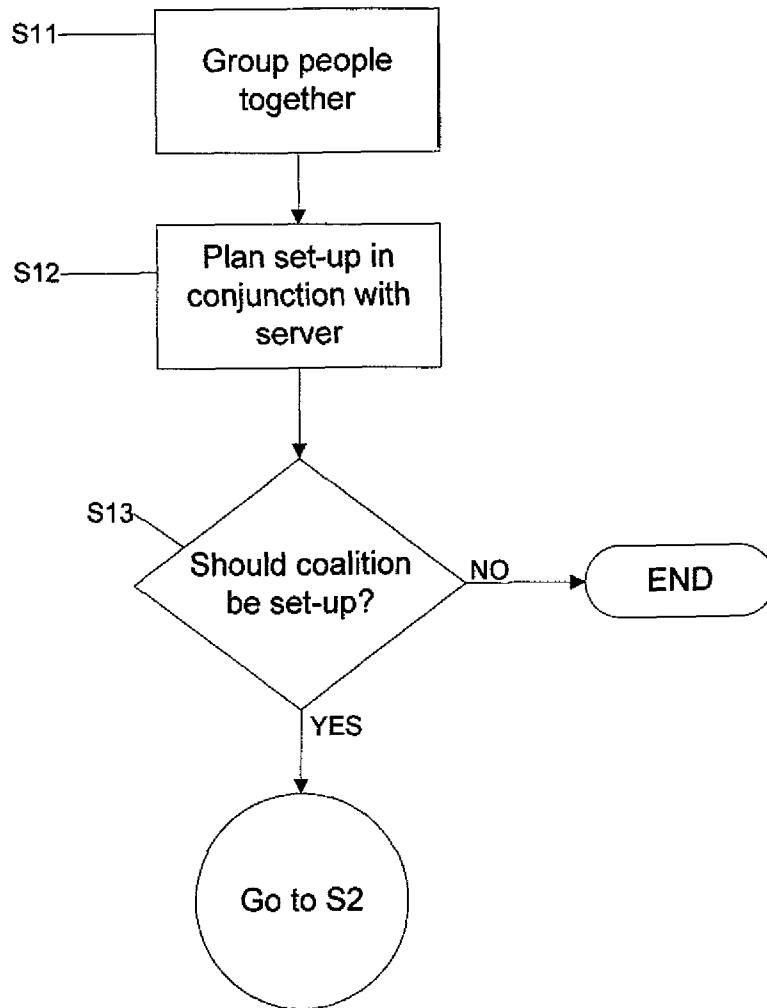 S11
Group people
together
S12
Plan set-up in
conjunction with
server
S13
Should coalition
be set-up?
NO
END
YES
Go to S2